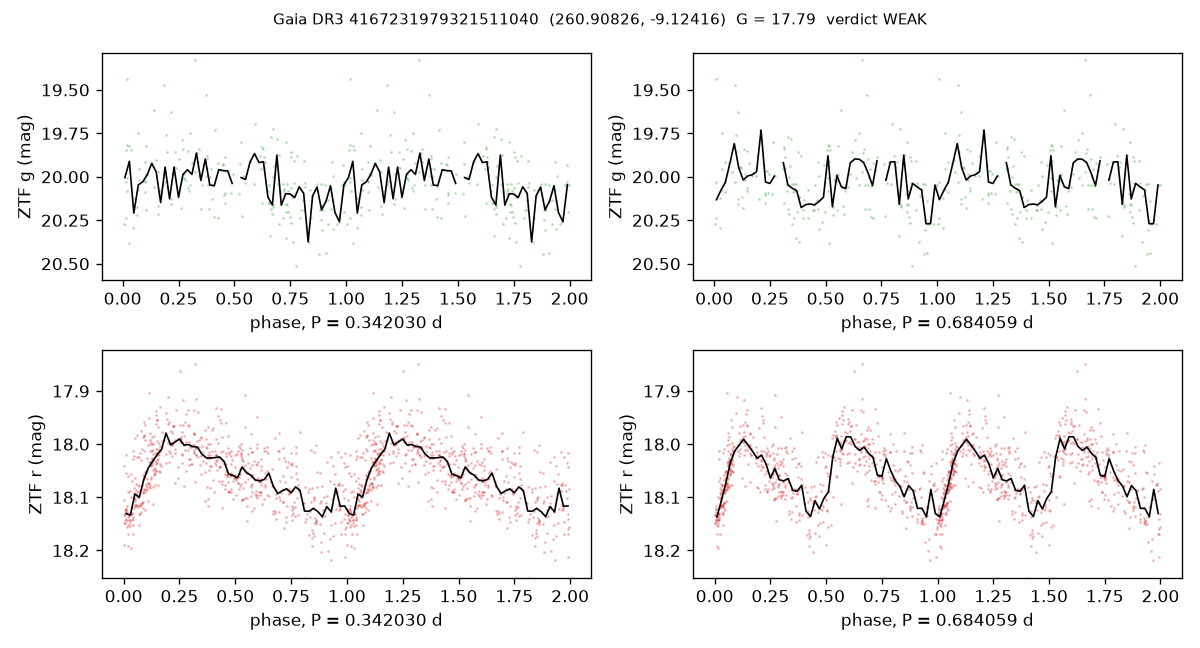 Gaia DR3 4167231979321511040  (260.90826, -9.12416)  G = 17.79  verdict WEAK
ZTF g (mag)
19.50
19.75
20.00
20.25
20.50
0.00 0.25 0.50 0.75 1.00 1.25 1.50 1.75 2.00
phase, P = 0.342030 d
ZTF g (mag)
19.50
19.75
20.00
20.25
20.50
0.00 0.25 0.50 0.75 1.00 1.25 1.50 1.75 2.00
phase, P = 0.684059 d
ZTF r (mag)
17.9
18.0
18.1
18.2
0.00 0.25 0.50 0.75 1.00 1.25 1.50 1.75 2.00
phase, P = 0.342030 d
ZTF r (mag)
17.9
18.0
18.1
18.2
0.00 0.25 0.50 0.75 1.00 1.25 1.50 1.75 2.00
phase, P = 0.684059 d